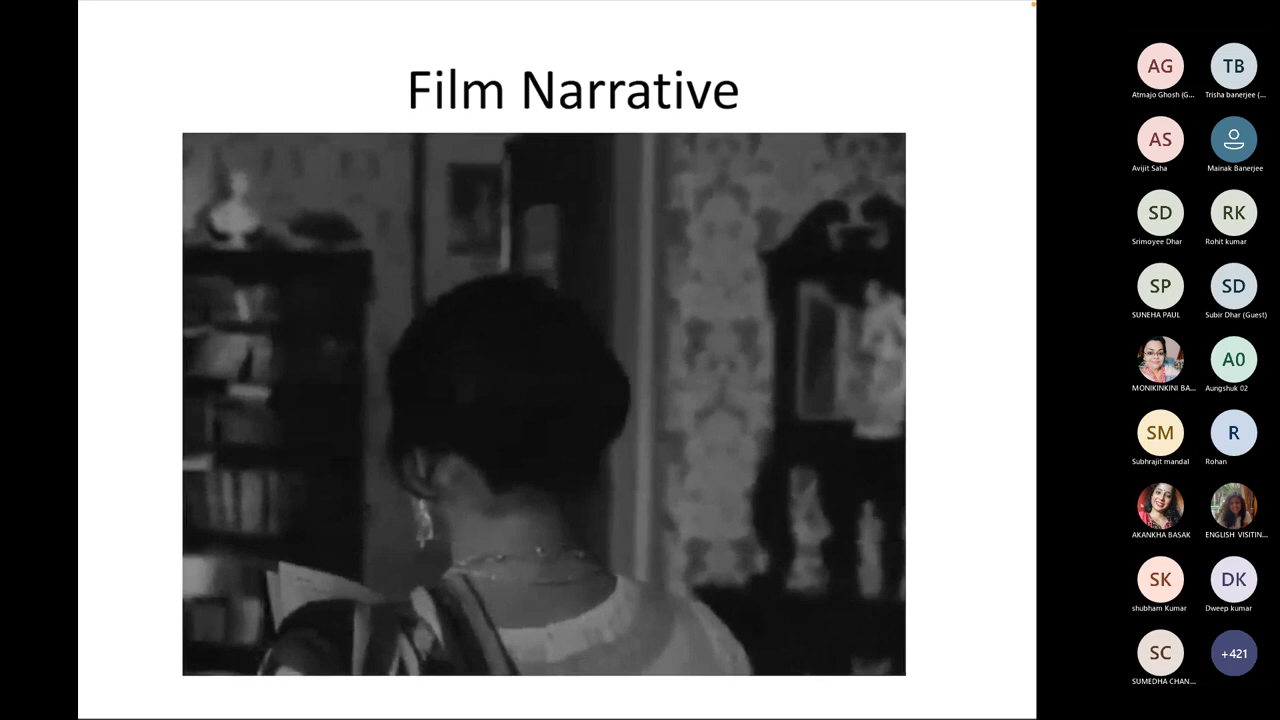 Film Narrative
AG
TB
Atmajo Ghosh (G...
Trisha banerjee (...
AS
Avijit Saha
Mainak Banerjee
SD
RK
Srimoyee Dhar
Rohit kumar
SP
SD
SUNEHA PAUL
Subir Dhar (Guest)
A0
MONIKINKINI BA...
Aungshuk 02
SM
R
Subhrajit mandal
Rohan
AKANKHA BASAK
ENGLISH VISITIN...
SK
DK
shubham Kumar
Dweep kumar
SC
+421
SUMEDHA CHAN...